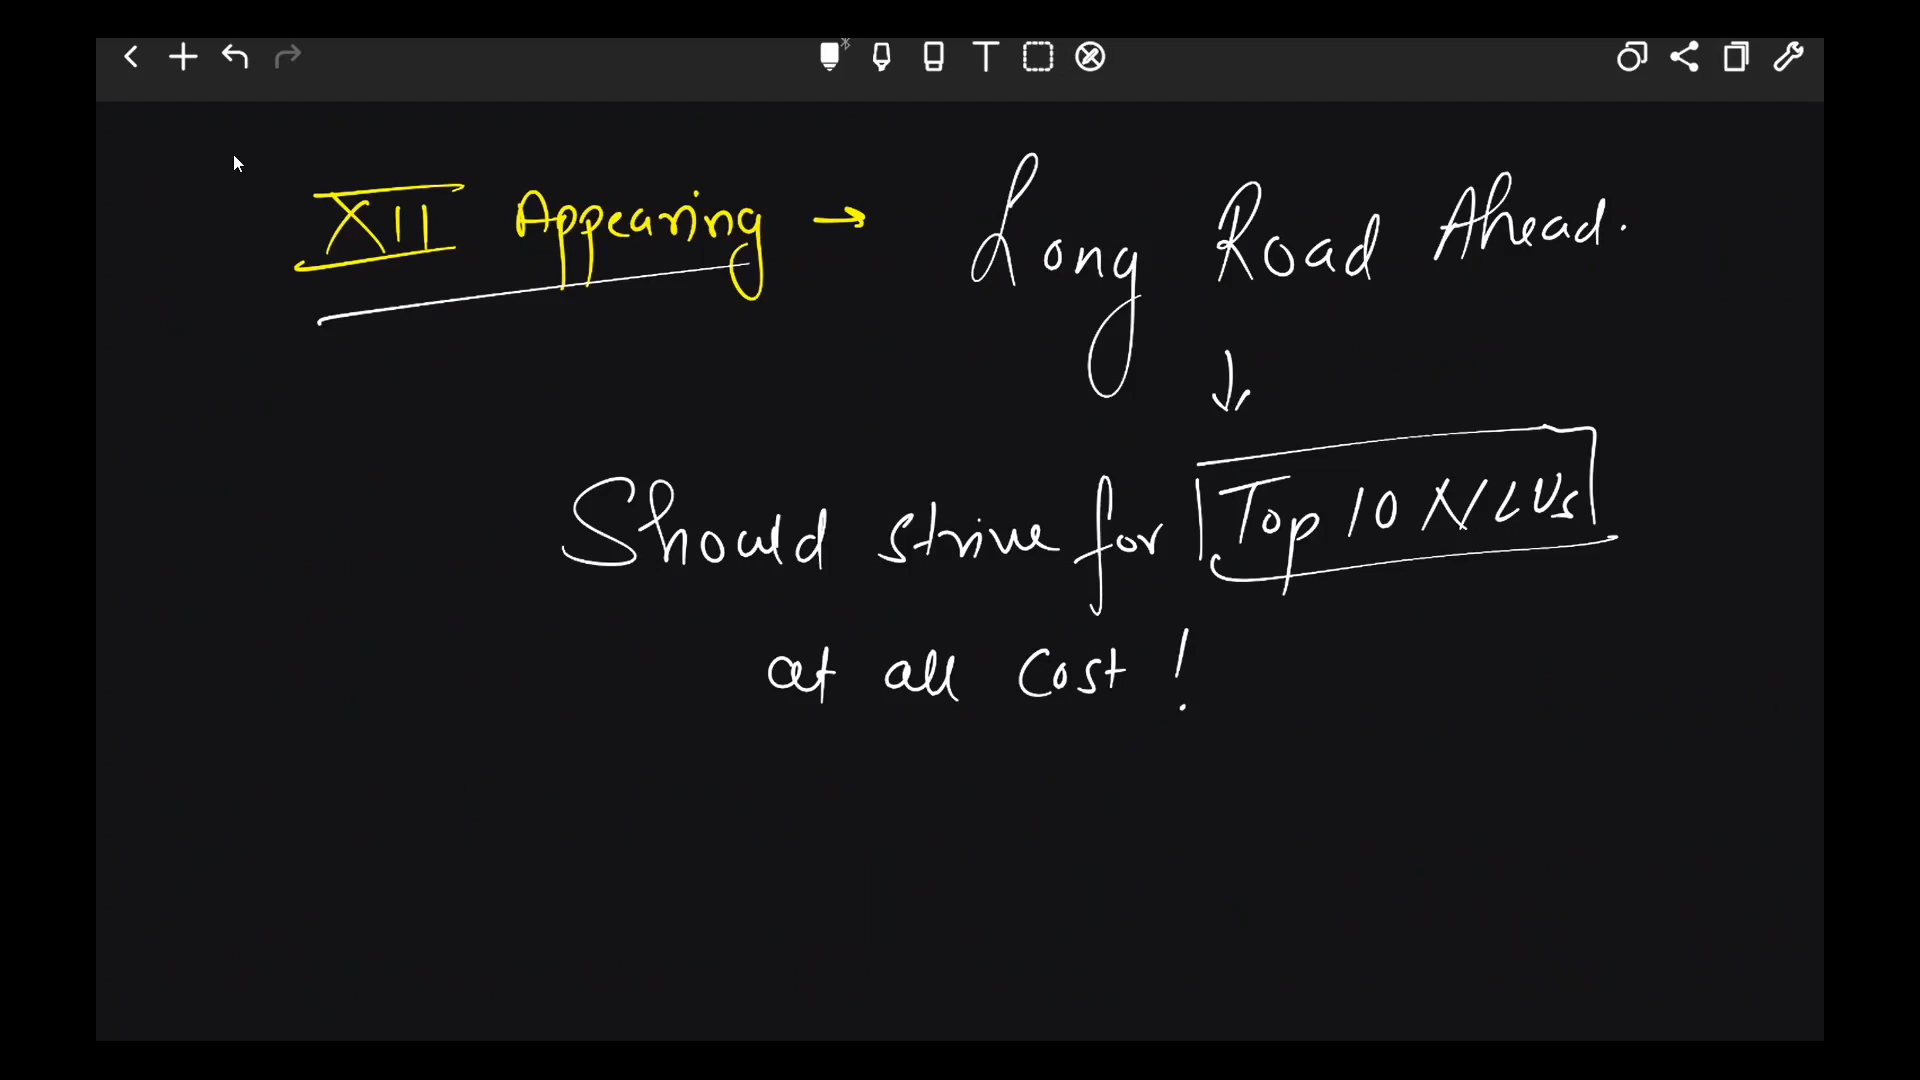 XII Appearing → Long Road Ahead.
↓
Should strive for Top 10 NLUs
at all cost !